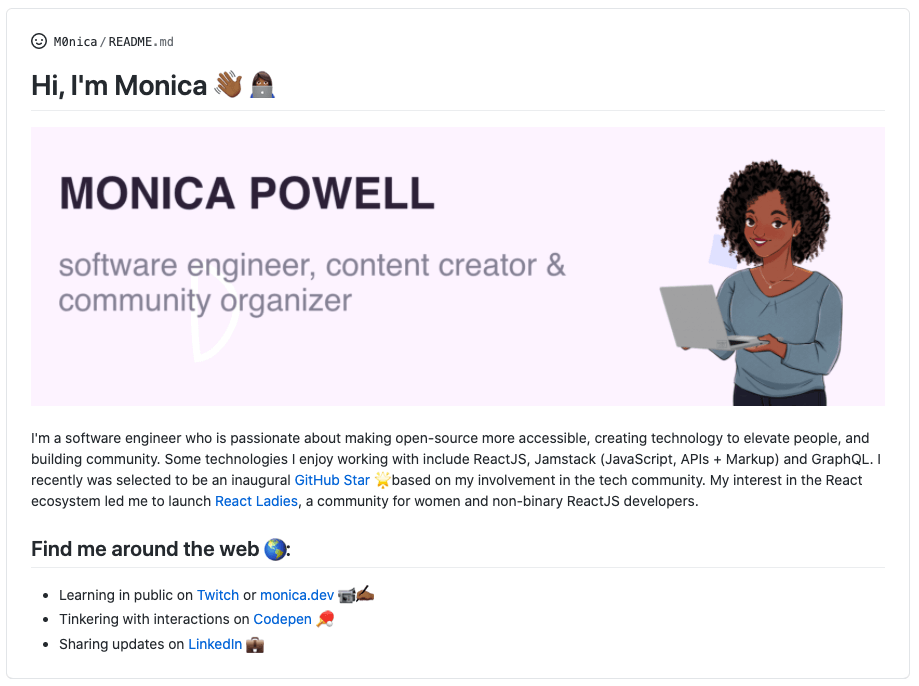 M0nica/README.md
Hi, I'm Monica 👋🏾 👩🏾‍💻
MONICA POWELL
software engineer, content creator &
community organizer
I'm a software engineer who is passionate about making open-source more accessible, creating technology to elevate people, and
building community. Some technologies I enjoy working with include ReactJS, Jamstack (JavaScript, APIs + Markup) and GraphQL. I
recently was selected to be an inaugural GitHub Star 🌟based on my involvement in the tech community. My interest in the React
ecosystem led me to launch React Ladies, a community for women and non-binary ReactJS developers.
Find me around the web 🌎:
• Learning in public on Twitch or monica.dev 📹✍🏾
• Tinkering with interactions on Codepen 🏓
• Sharing updates on LinkedIn 💼